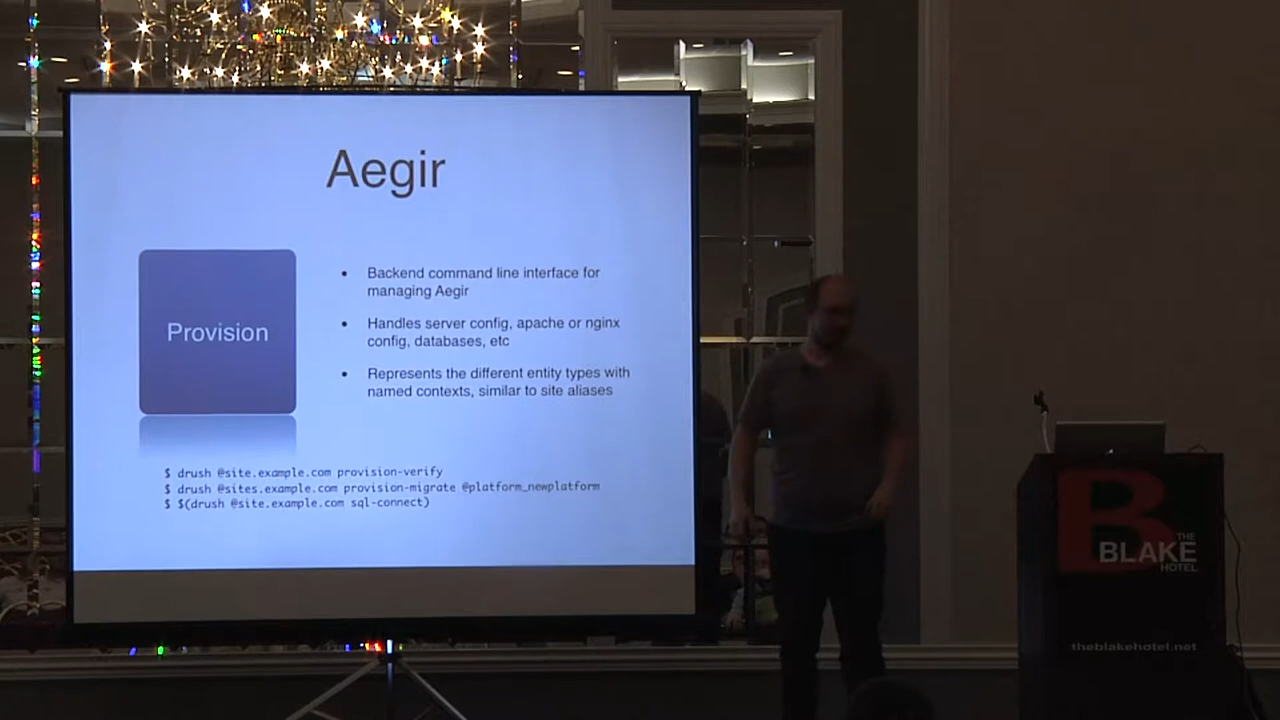 Aegir
Provision
• Backend command line interface for
managing Aegir
• Handles server config, apache or nginx
config, databases, etc
• Represents the different entity types with
named contexts, similar to site aliases
$ drush @site.example.com provision-verify
$ drush @sites.example.com provision-migrate @platform_newplatform
$ $(drush @site.example.com sql-connect)
B
THE
BLAKE
HOTEL
theblakehotel.net